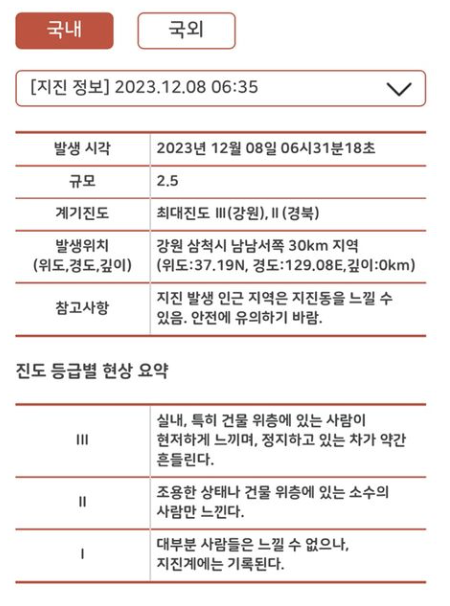 국내
국외
[지진 정보] 2023.12.08 06:35
발생 시각
2023년 12월 08일 06시31분18초
규모
2.5
계기진도
최대진도 Ⅲ(강원),Ⅱ(경북)
발생위치
(위도,경도,깊이)
강원 삼척시 남남서쪽 30km 지역
(위도:37.19N, 경도:129.08E,깊이:0km)
참고사항
지진 발생 인근 지역은 지진동을 느낄 수
있음. 안전에 유의하기 바람.
진도 등급별 현상 요약
Ⅲ
실내, 특히 건물 위층에 있는 사람이
현저하게 느끼며, 정지하고 있는 차가 약간
흔들린다.
Ⅱ
조용한 상태나 건물 위층에 있는 소수의
사람만 느낀다.
Ⅰ
대부분 사람들은 느낄 수 없으나,
지진계에는 기록된다.